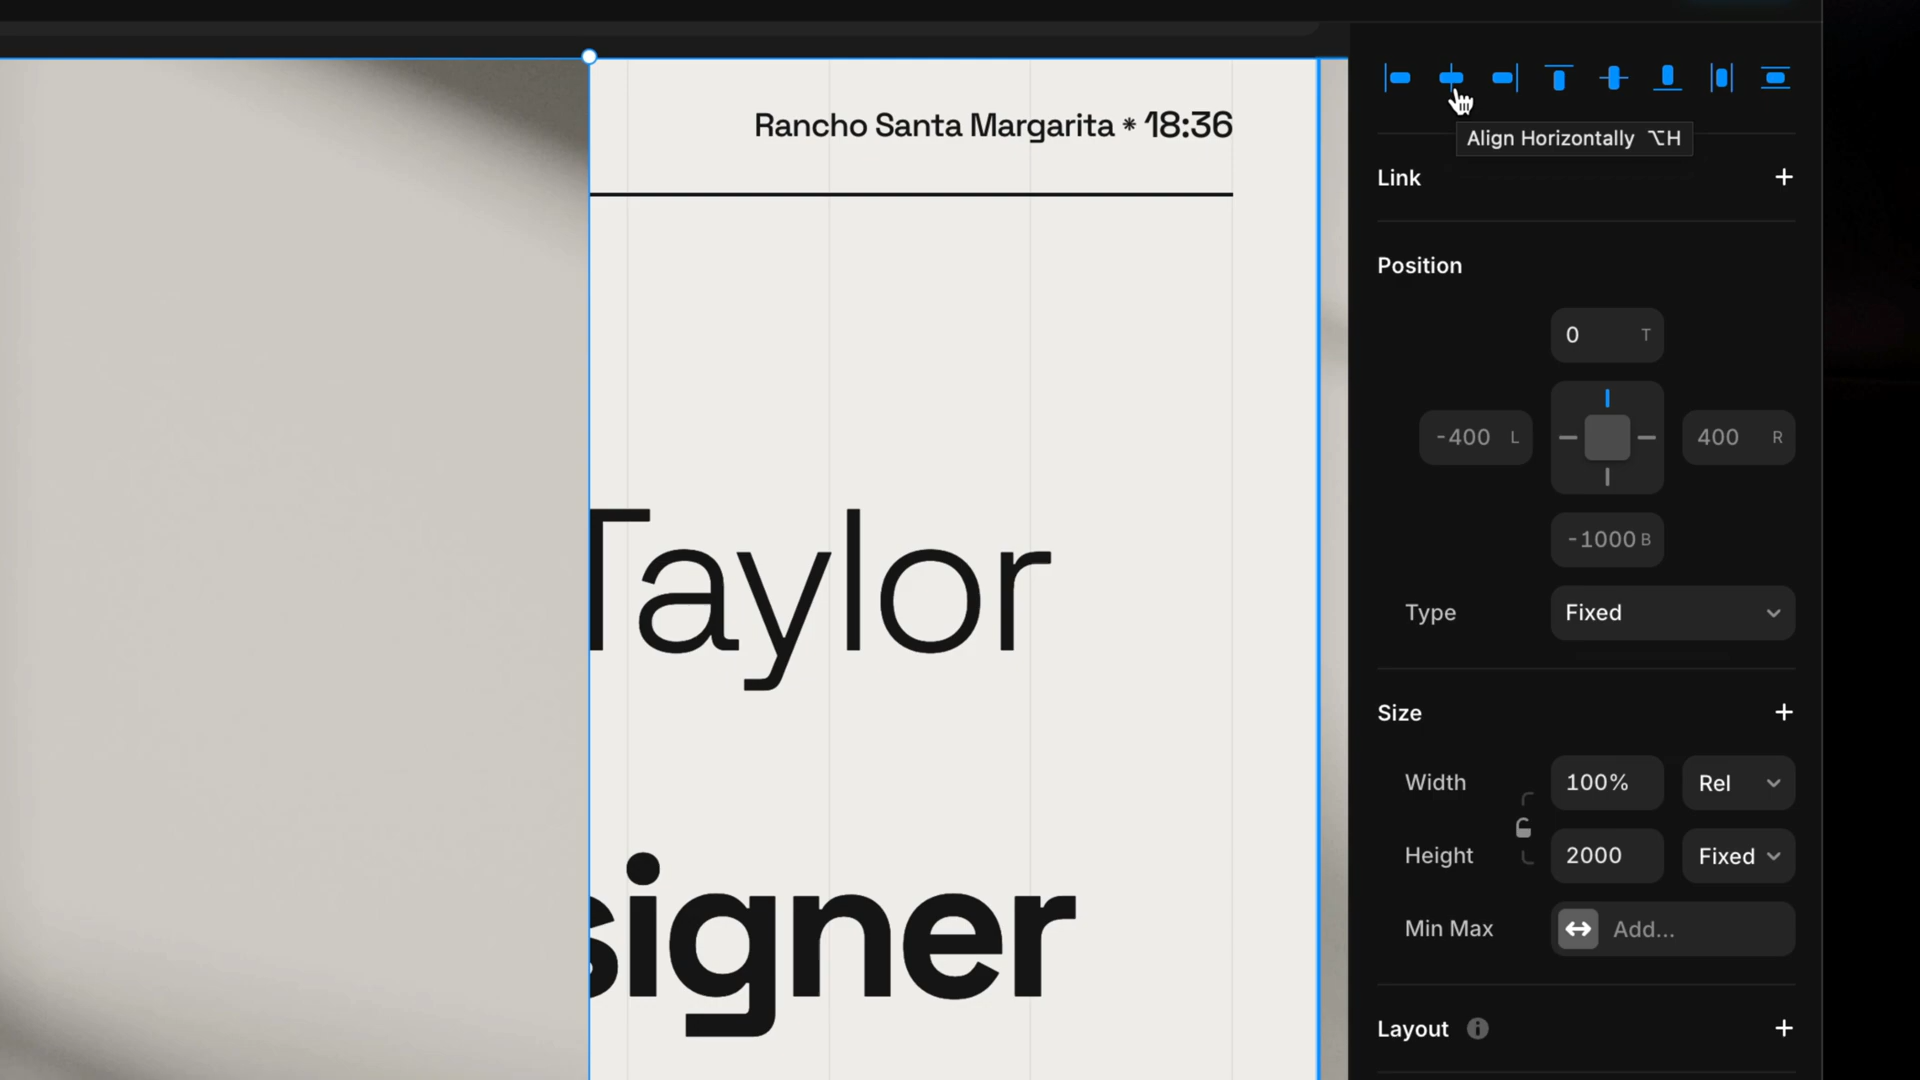 Rancho Santa Margarita * 18:36
Align Horizontally ⌥H
Link
Position
0 T
-400 L
400 R
-1000 B
Type
Fixed
Taylor
Size
Width
100%
Rel
Height
2000
Fixed
signer
Min Max
Add...
Layout